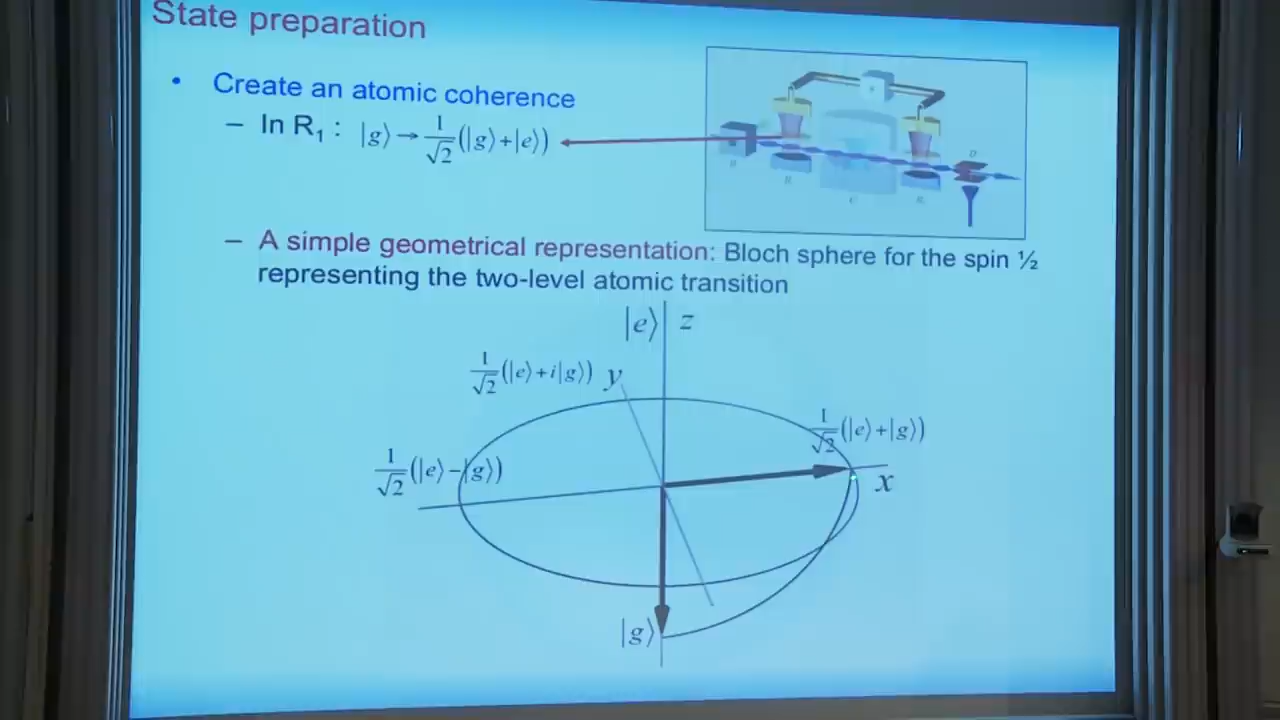 State preparation
• Create an atomic coherence
– In R₁ : |g⟩→1/√2(|g⟩+|e⟩)
D
– A simple geometrical representation: Bloch sphere for the spin ½
representing the two-level atomic transition
|e⟩ z
1/√2(|e⟩+i|g⟩) y
1/√2(|e⟩+|g⟩)
1/√2(|e⟩−|g⟩)
x
|g⟩